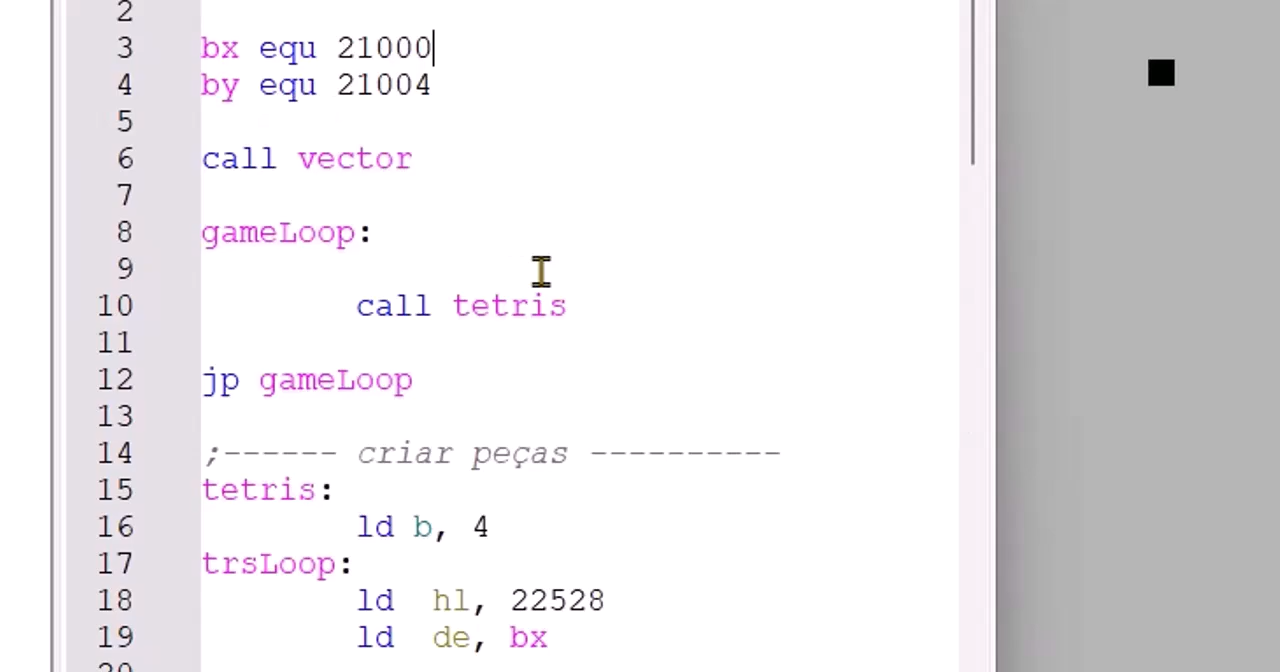 2
3 bx equ 21000
4 by equ 21004
5
6 call vector
7
8 gameLoop:
9
10 call tetris
11
12 jp gameLoop
13
14 ;------ criar peças ----------
15 tetris:
16 ld b, 4
17 trsLoop:
18 ld hl, 22528
19 ld de, bx
20